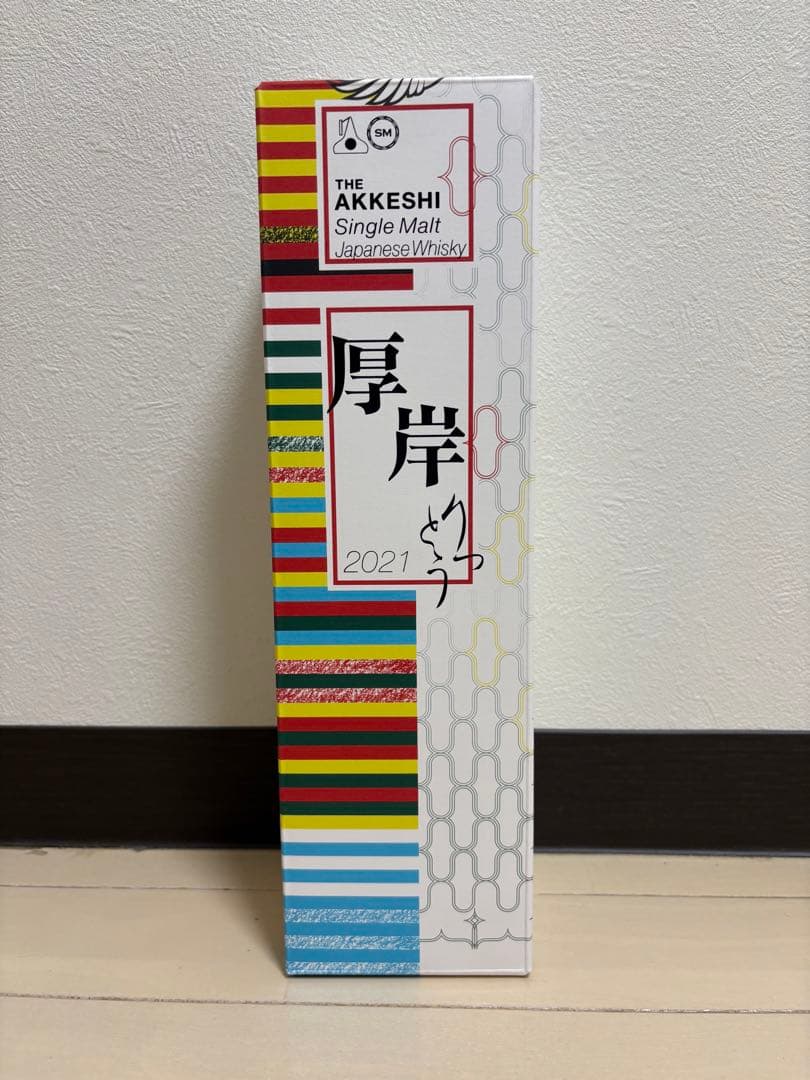 SM
THE
AKKESHI
Single Malt
Japanese Whisky
厚岸
りっとう
2021